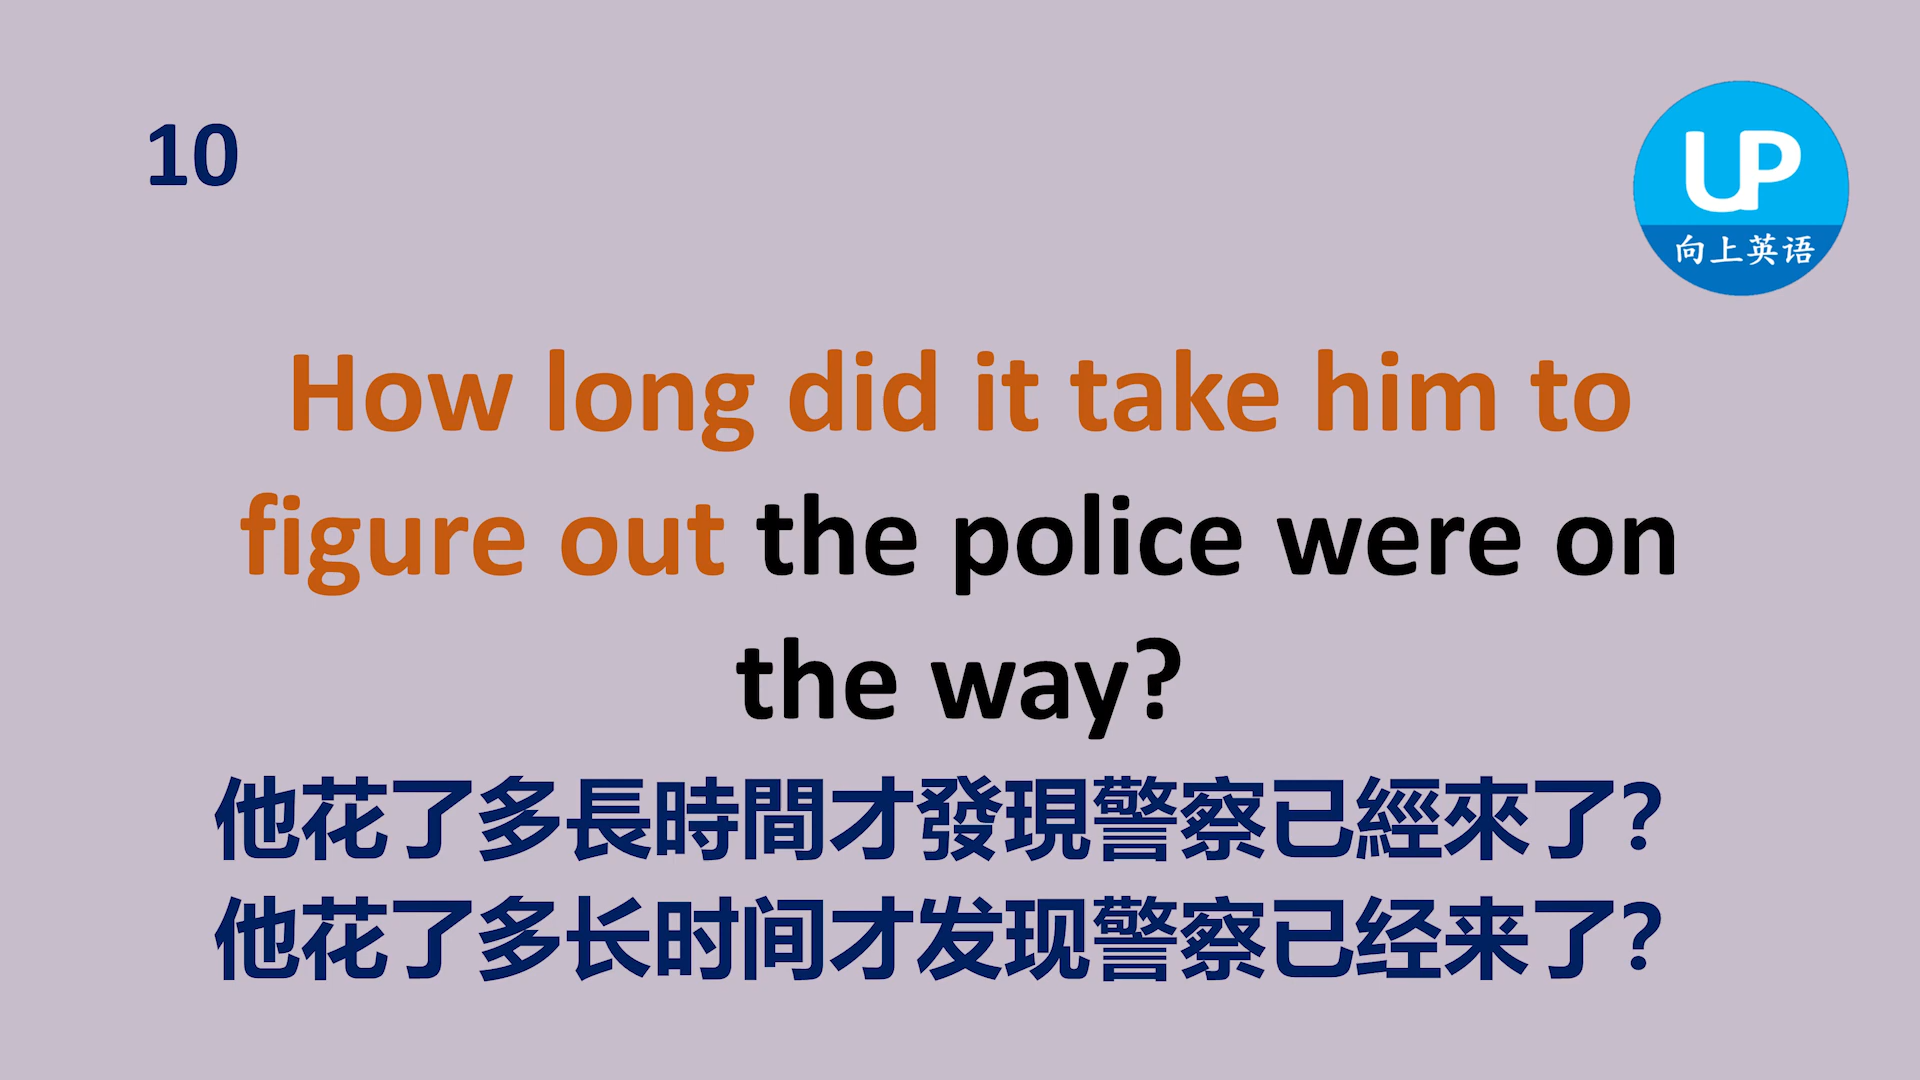 10
UP
向上英语
How long did it take him to
figure out the police were on
the way?
他花了多長時間才發現警察已經來了？
他花了多长时间才发现警察已经来了？